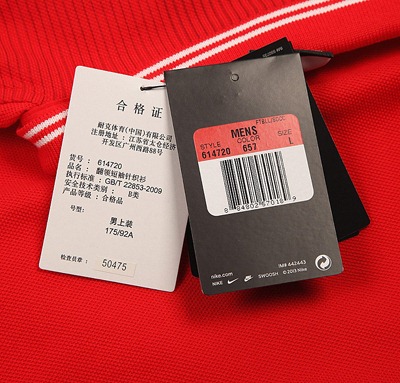 合格证
耐克体育(中国)有限公司
注册地址：江苏省太仓经济
开发区广州西路88号
货号： 614720
品名： 翻领短袖针织衫
执行标准：GB/T 22853-2009
安全技术类别： B类
产品等级：合格品
号型:
男上装
175/92A
检查员章: 50475
MENS
STYLE COLOR SIZE
614720 657 L
nike.com
NIKE SWOOSH © 2013 Nike
IM# 442443